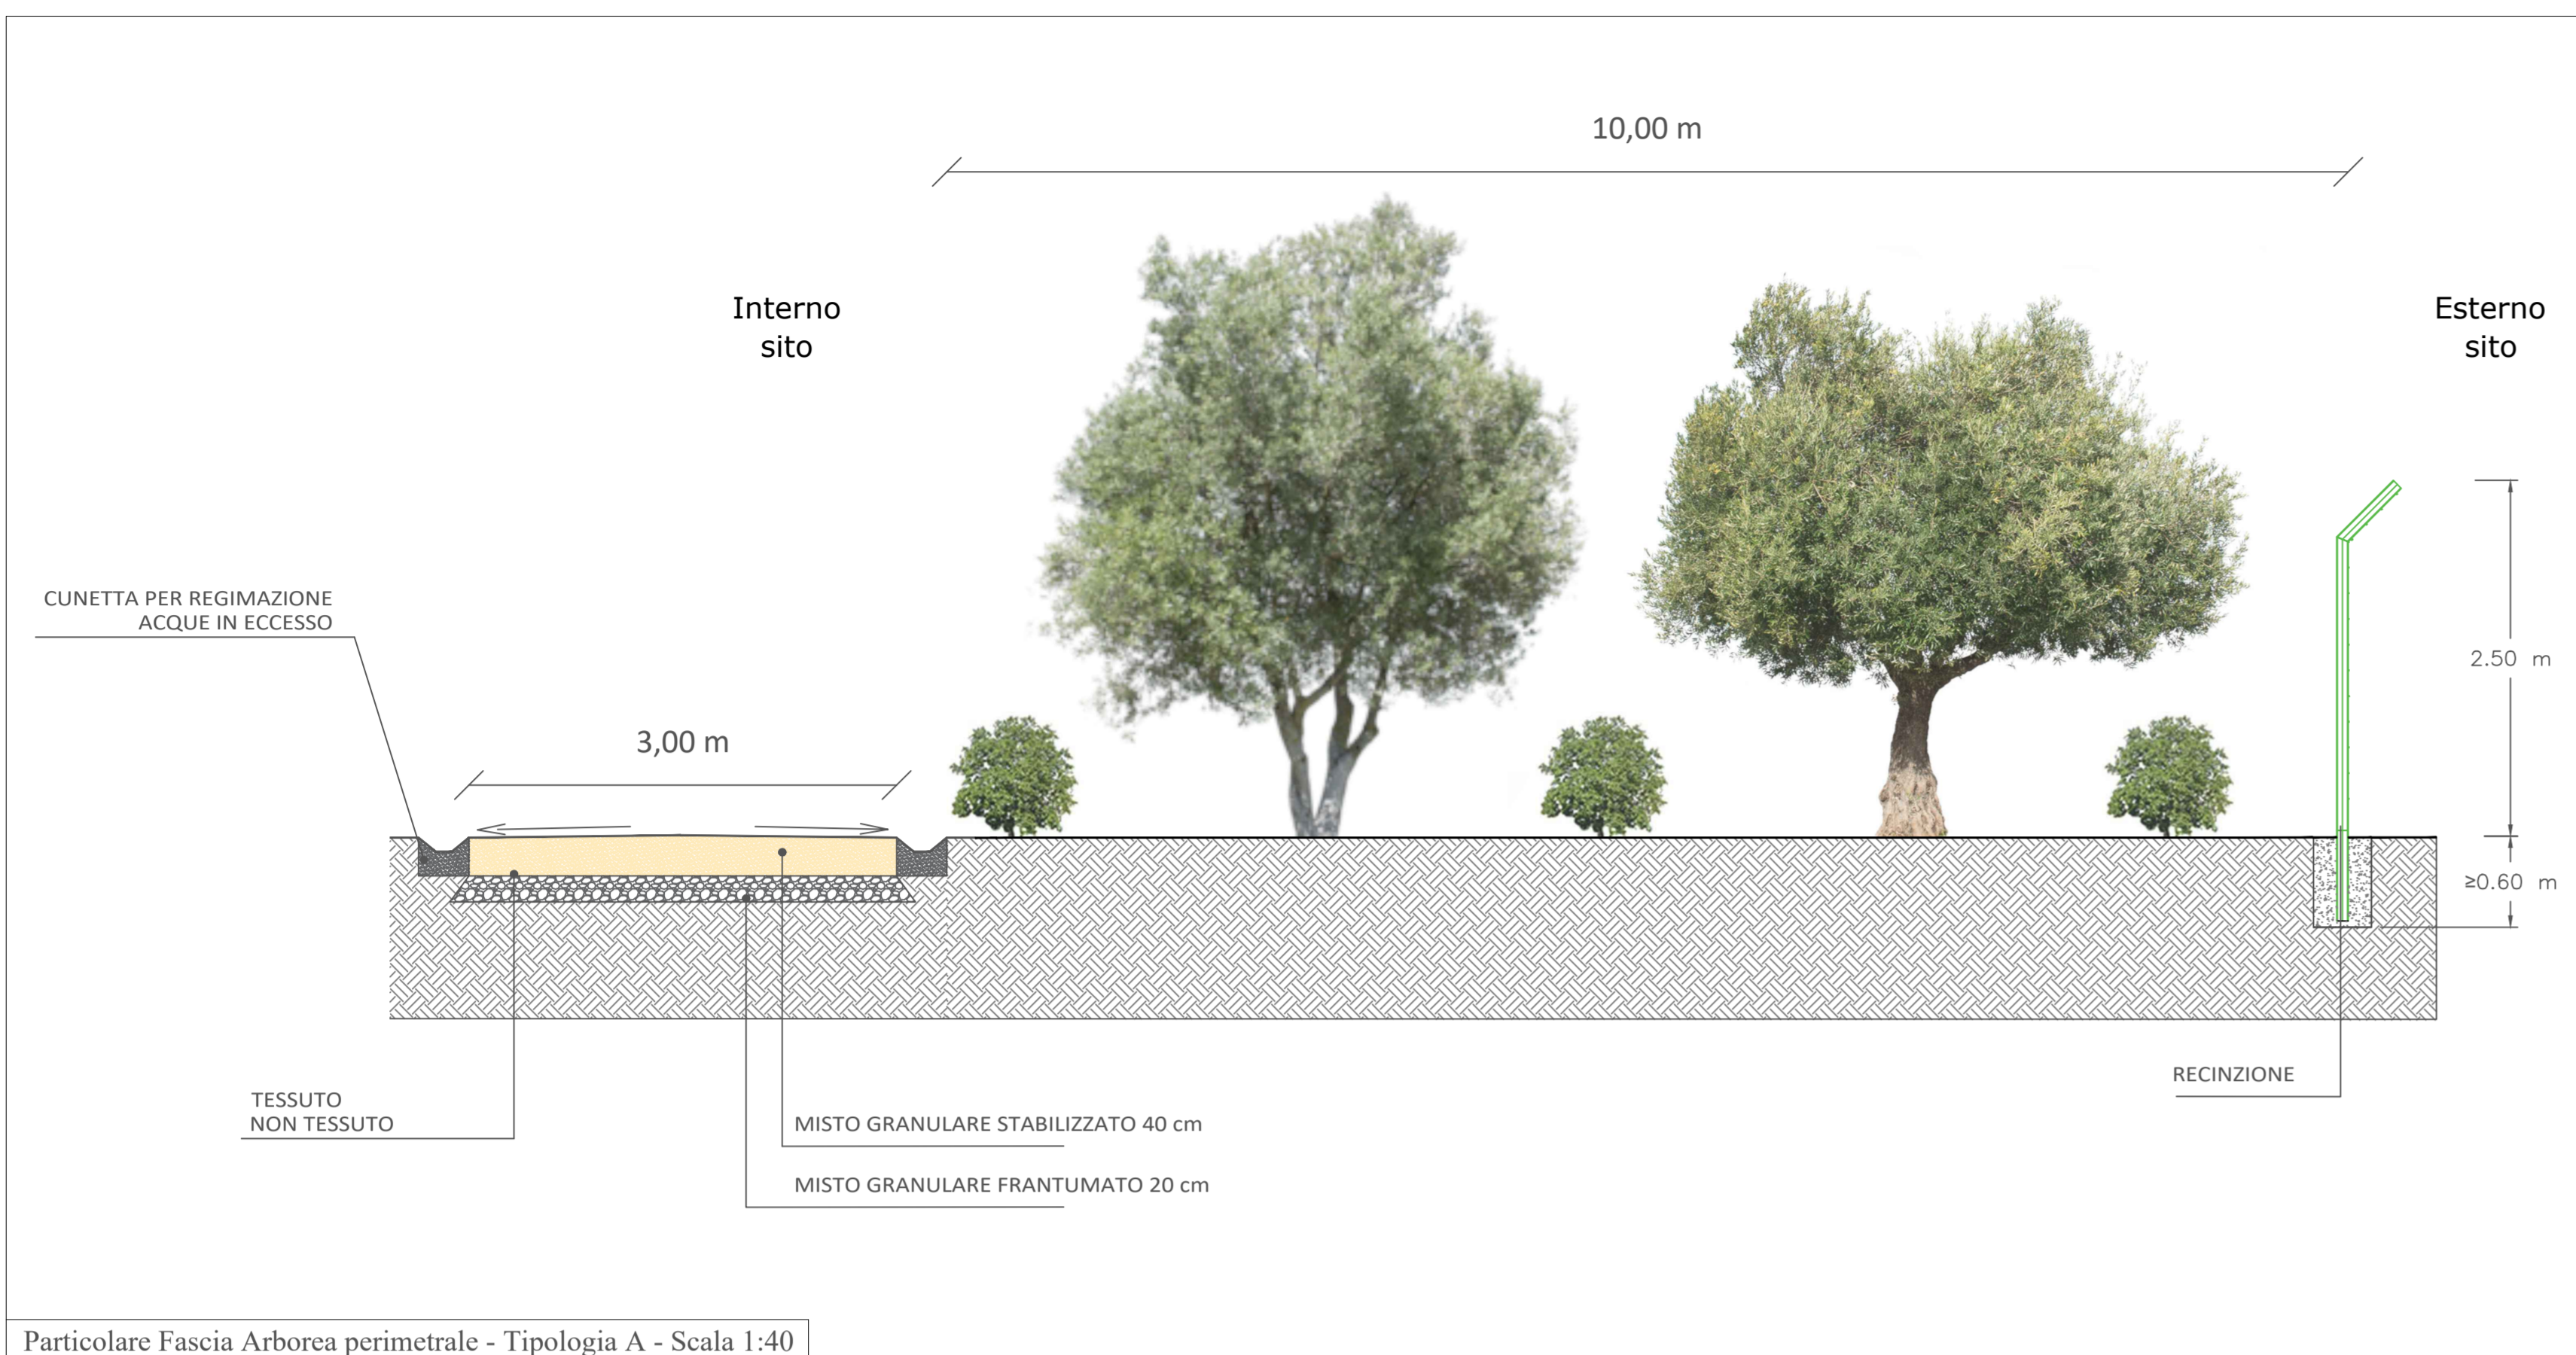 10,00 m
Interno
sito
Esterno
sito
CUNETTA PER REGIMAZIONE
ACQUE IN ECCESSO
2.50 m
3,00 m
≥0.60 m
RECINZIONE
TESSUTO
NON TESSUTO
MISTO GRANULARE STABILIZZATO 40 cm
MISTO GRANULARE FRANTUMATO 20 cm
Particolare Fascia Arborea perimetrale - Tipologia A - Scala 1:40